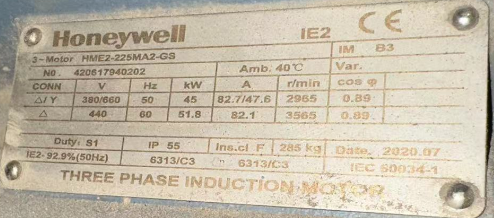 Honeywell IE2 CE
3~Motor HME2-225MA2-GS IM B3
No. 420617940202 Amb. 40℃ Var.
CONN V Hz kW A r/min cos φ
△/Y 380/660 50 45 82.7/47.6 2965 0.89
△ 440 60 51.8 82.1 3565 0.89
Duty: S1 IP 55 Ins.cl F 285 kg Date. 2020.07
IE2-92.9%(50Hz) 6313/C3 6313/C3 IEC 60034-1
THREE PHASE INDUCTION MOTOR